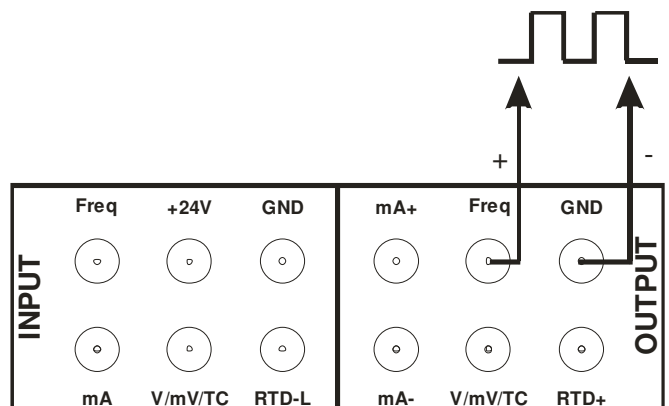 + -
Freq +24V GND mA+ Freq GND
INPUT
OUTPUT
mA V/mV/TC RTD-L mA- V/mV/TC RTD+